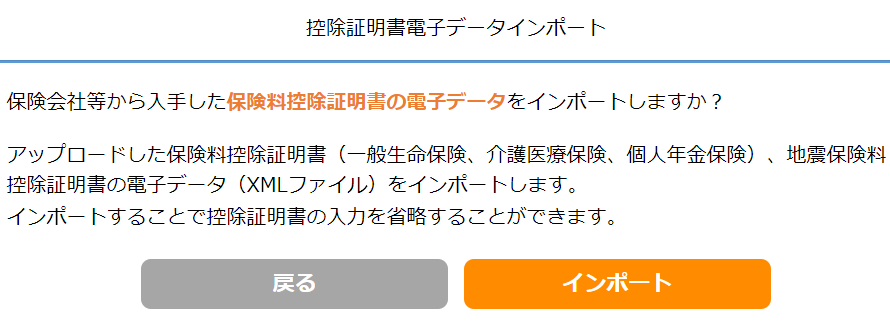 控除証明書電子データインポート
保険会社等から入手した保険料控除証明書の電子データをインポートしますか？
アップロードした保険料控除証明書（一般生命保険、介護医療保険、個人年金保険）、地震保険料
控除証明書の電子データ（XMLファイル）をインポートします。
インポートすることで控除証明書の入力を省略することができます。
戻る
インポート